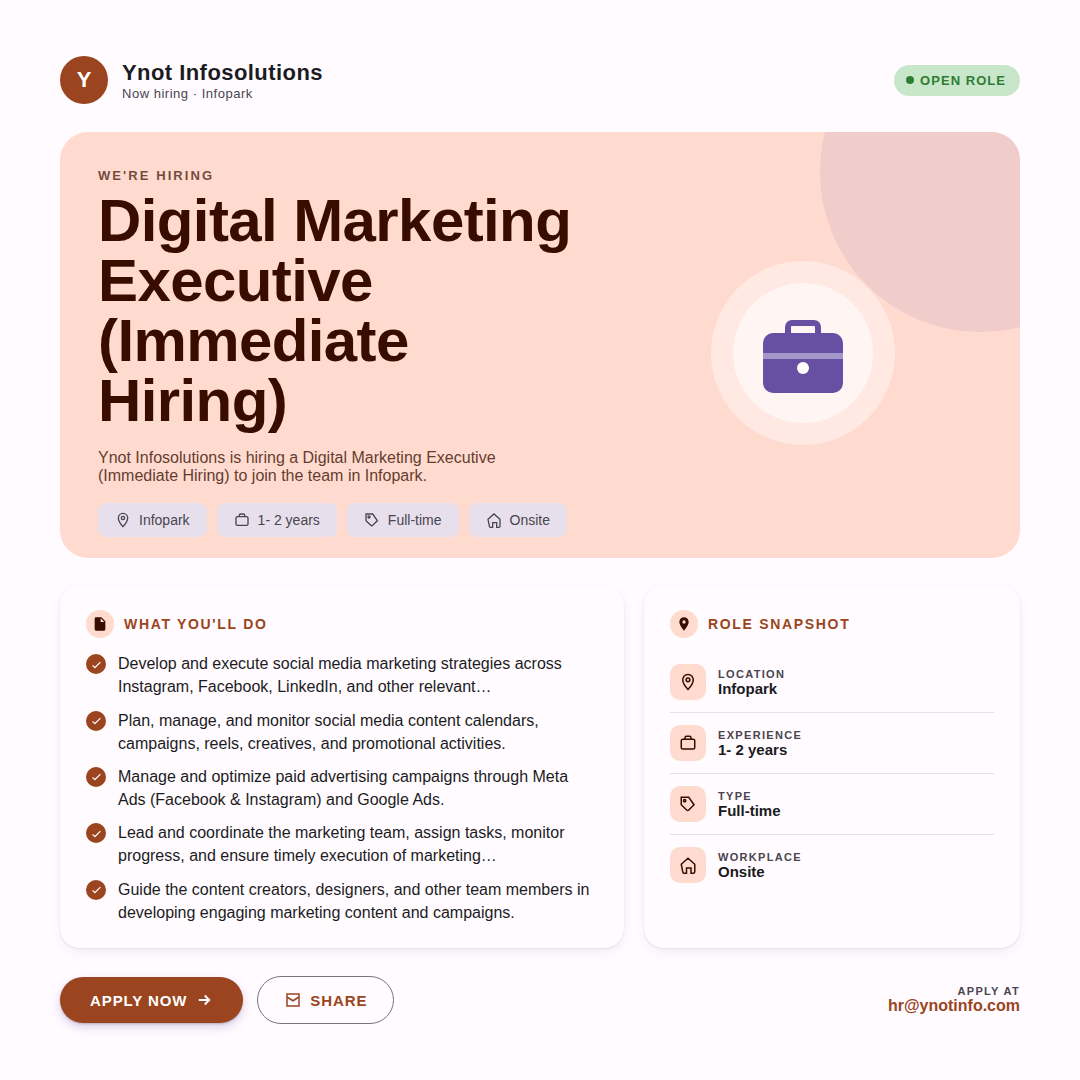 Y
Ynot Infosolutions
Now hiring · Infopark
OPEN ROLE
WE'RE HIRING
Digital Marketing
Executive
(Immediate
Hiring)
Ynot Infosolutions is hiring a Digital Marketing Executive
(Immediate Hiring) to join the team in Infopark.
Infopark
1- 2 years
Full-time
Onsite
WHAT YOU'LL DO
Develop and execute social media marketing strategies across
Instagram, Facebook, LinkedIn, and other relevant…
Plan, manage, and monitor social media content calendars,
campaigns, reels, creatives, and promotional activities.
Manage and optimize paid advertising campaigns through Meta
Ads (Facebook & Instagram) and Google Ads.
Lead and coordinate the marketing team, assign tasks, monitor
progress, and ensure timely execution of marketing…
Guide the content creators, designers, and other team members in
developing engaging marketing content and campaigns.
ROLE SNAPSHOT
LOCATION
Infopark
EXPERIENCE
1- 2 years
TYPE
Full-time
WORKPLACE
Onsite
APPLY NOW
SHARE
APPLY AT
hr@ynotinfo.com